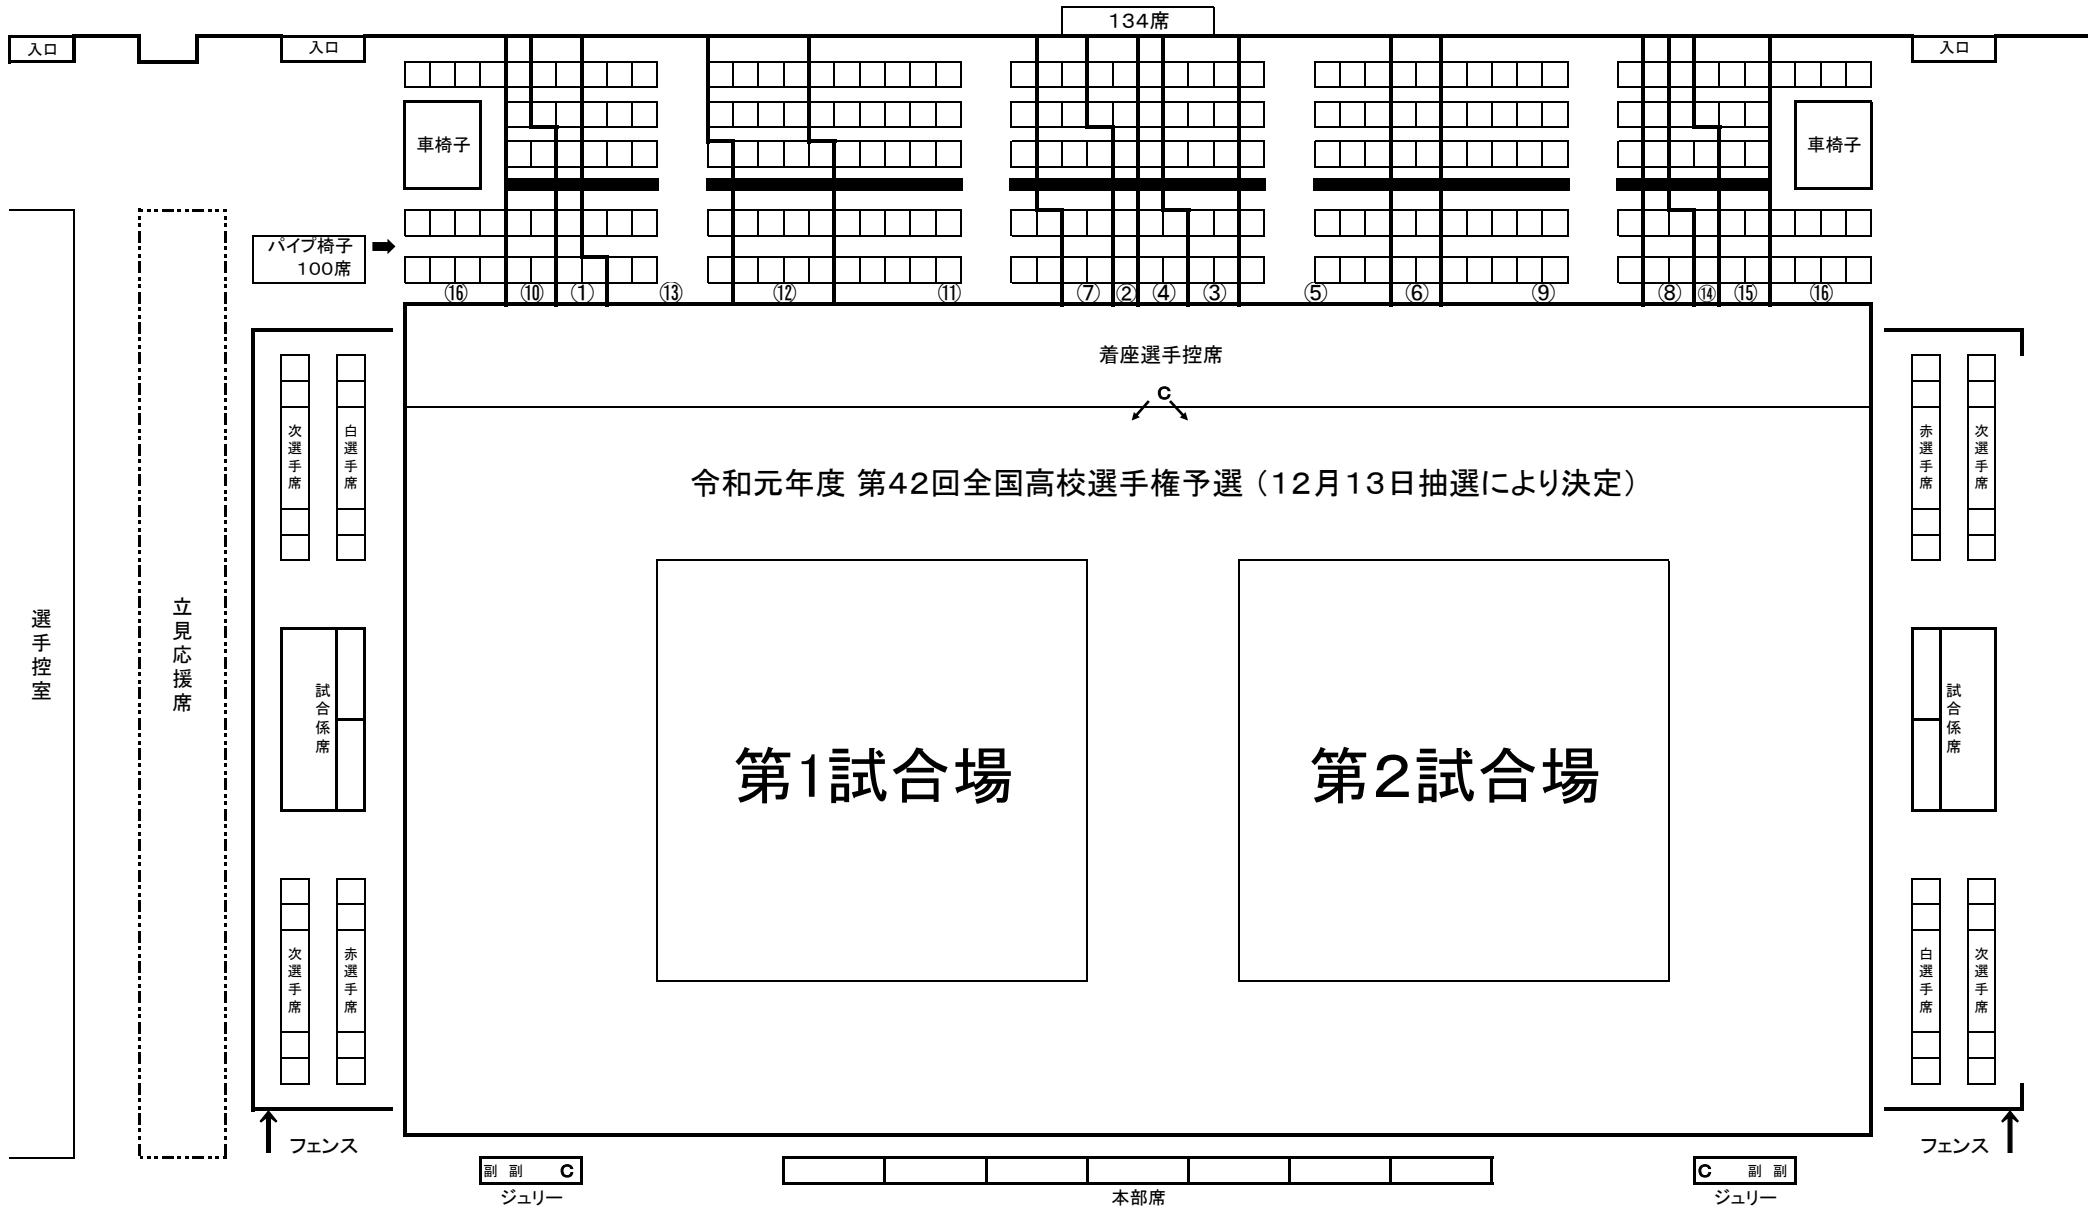 134席
入口
入口
入口
車椅子
車椅子
パイプ椅子
100席
⑯ ⑩ ① ⑬ ⑫ ⑪ ⑦ ② ④ ③ ⑤ ⑥ ⑨ ⑧ ⑭ ⑮ ⑯
着座選手控席
C
令和元年度 第42回全国高校選手権予選（12月13日抽選により決定）
選手控室
立見応援席
次選手席
白選手席
赤選手席
次選手席
試合係席
第1試合場
第2試合場
試合係席
次選手席
赤選手席
白選手席
次選手席
フェンス
フェンス
副 副 C
C 副 副
ジュリー
本部席
ジュリー